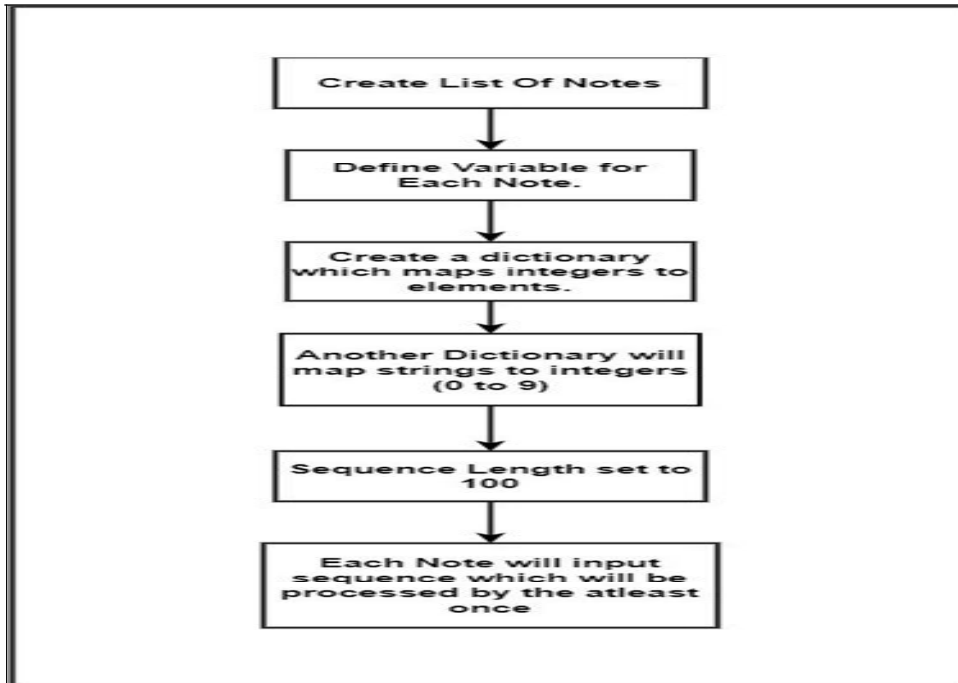 Create List Of Notes
Define Variable for
Each Note.
Create a dictionary
which maps integers to
elements.
Another Dictionary will
map strings to integers
(0 to 9)
Sequence Length set to
100
Each Note will input
sequence which will be
processed by the atleast
once